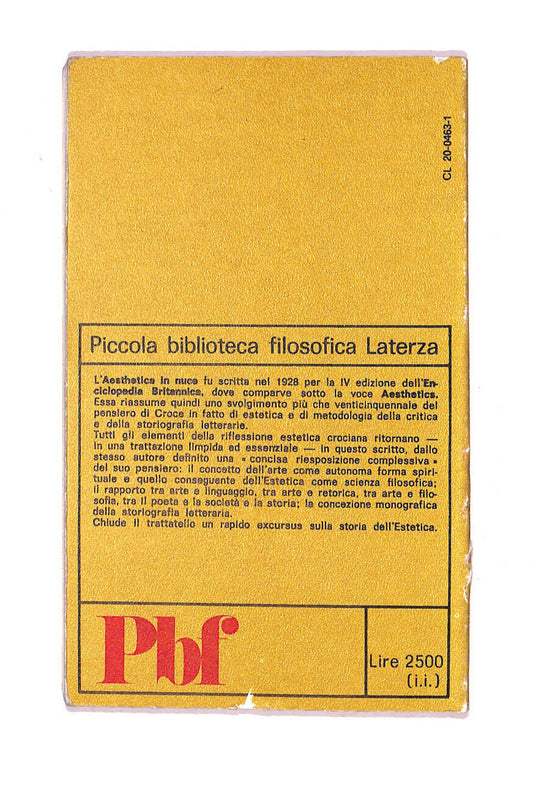 CL 20-0463-1
Piccola biblioteca filosofica Laterza
L'Aesthetica in nuce fu scritta nel 1928 per la IV edizione dell'En-
ciclopedia Britannica, dove comparve sotto la voce Aesthetics.
Essa riassume quindi uno svolgimento più che venticinquennale del
pensiero di Croce in fatto di estetica e di metodologia della critica
e della storiografia letteraria.
Tutti gli elementi della riflessione estetica crociana ritornano —
in una trattazione limpida ed essenziale — in questo scritto, dallo
stesso autore definito una « concisa riesposizione complessiva »
del suo pensiero: il concetto dell'arte come autonoma forma spiri-
tuale e quello conseguente dell'Estetica come scienza filosofica;
il rapporto tra arte e linguaggio, tra arte e retorica, tra arte e filo-
sofia, tra il poeta e la società e la storia; la concezione monografica
della storiografia letteraria.
Chiude il trattatello un rapido excursus sulla storia dell'Estetica.
Pbf
Lire 2500
(i.i.)